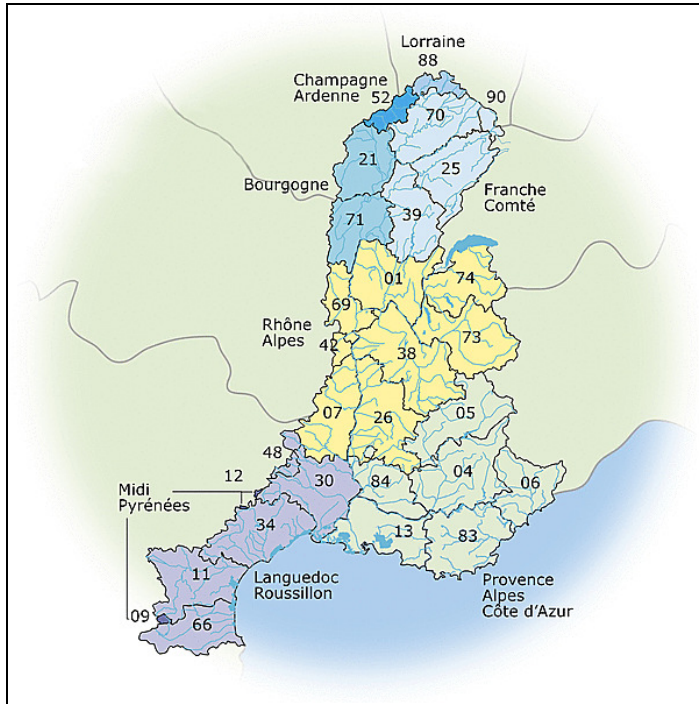 Lorraine
88
Champagne
Ardenne
52
90
70
21
25
Bourgogne
Franche
Comté
39
71
01
74
69
Rhône
Alpes
42
38
73
07
26
05
48
12
30
84
04
06
Midi
Pyrénées
34
13
83
11
Languedoc
Roussillon
Provence
Alpes
Côte d'Azur
09
66